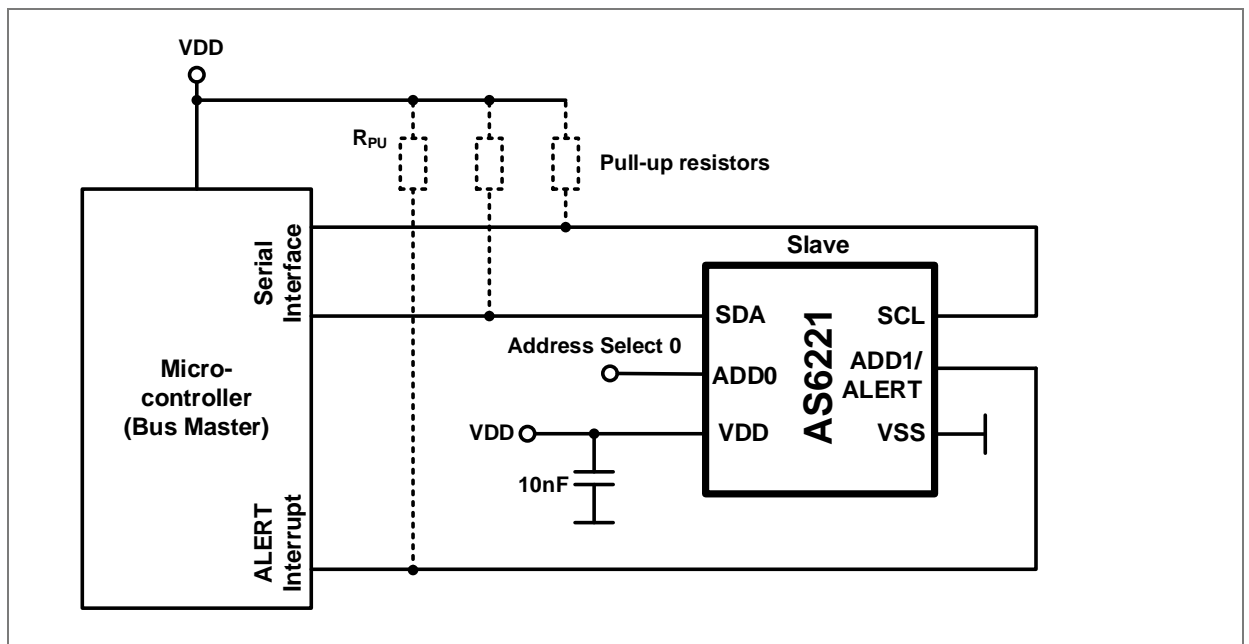 VDD
RPU
Pull-up resistors
Serial
Interface
Micro-
controller
(Bus Master)
ALERT
Interrupt
Slave
SDA
SCL
Address Select 0
ADD0
ADD1/
ALERT
AS6221
VDD
VDD
VSS
10nF